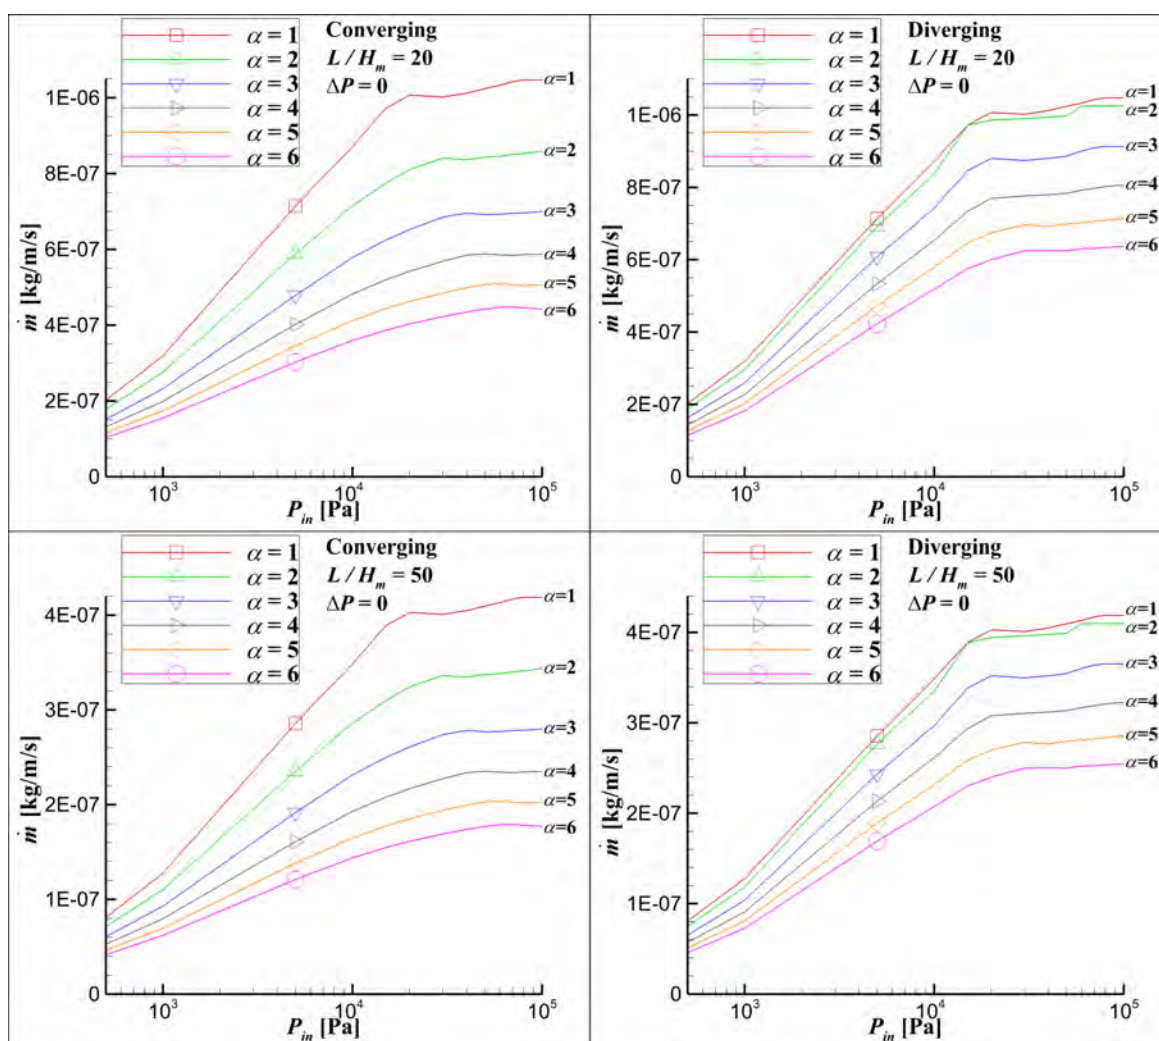 α = 1
α = 2
α = 3
α = 4
α = 5
α = 6
Converging
L / Hm = 20
ΔP = 0
1E-06
8E-07
6E-07
4E-07
2E-07
0
ṁ [kg/m/s]
α=1
α=2
α=3
α=4
α=5
α=6
10³
10⁴
10⁵
Pin [Pa]
α = 1
α = 2
α = 3
α = 4
α = 5
α = 6
Diverging
L / Hm = 20
ΔP = 0
1E-06
8E-07
6E-07
4E-07
2E-07
0
ṁ [kg/m/s]
α=1
α=2
α=3
α=4
α=5
α=6
10³
10⁴
10⁵
Pin [Pa]
α = 1
α = 2
α = 3
α = 4
α = 5
α = 6
Converging
L / Hm = 50
ΔP = 0
4E-07
3E-07
2E-07
1E-07
0
ṁ [kg/m/s]
α=1
α=2
α=3
α=4
α=5
α=6
10³
10⁴
10⁵
Pin [Pa]
α = 1
α = 2
α = 3
α = 4
α = 5
α = 6
Diverging
L / Hm = 50
ΔP = 0
4E-07
3E-07
2E-07
1E-07
0
ṁ [kg/m/s]
α=1
α=2
α=3
α=4
α=5
α=6
10³
10⁴
10⁵
Pin [Pa]